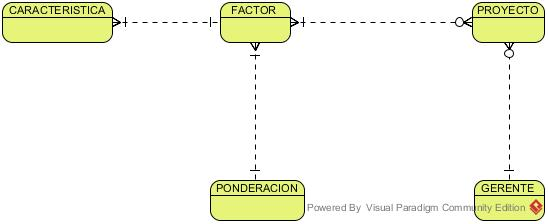 CARACTERISTICA
FACTOR
PROYECTO
PONDERACION
GERENTE
Powered By Visual Paradigm Community Edition